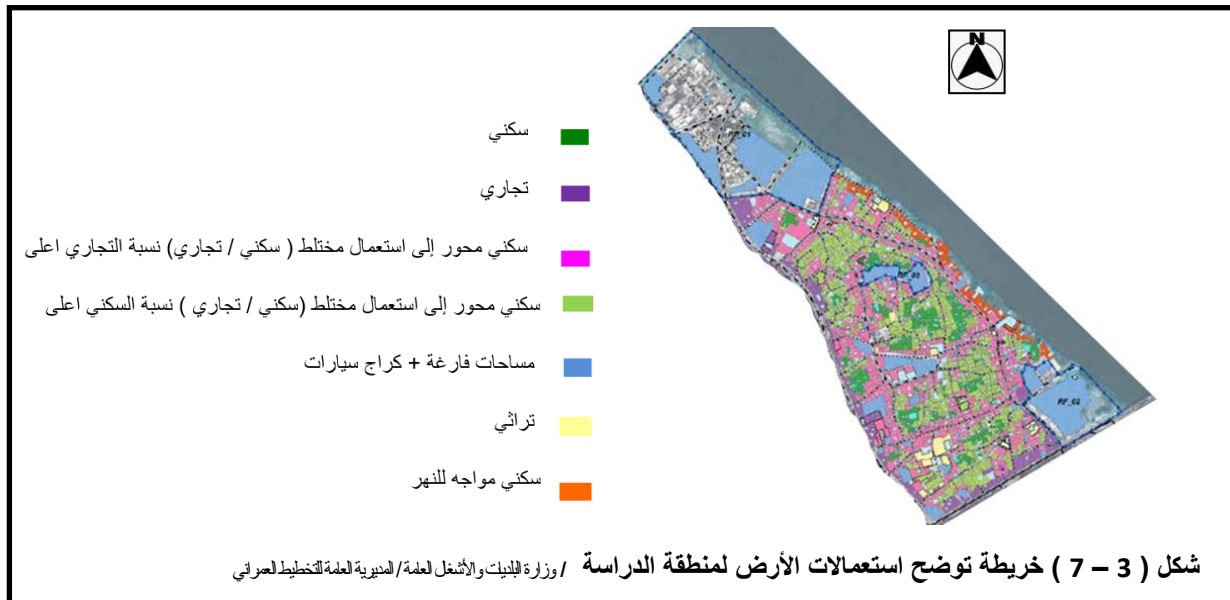 N
سكني
تجاري
سكني محور إلى استعمال مختلط ( سكني / تجاري) نسبة التجاري اعلى
سكني محور إلى استعمال مختلط (سكني / تجاري ) نسبة السكني اعلى
مساحات فارغة + كراج سيارات
تراثي
سكني مواجه للنهر
RF_03
RF_02
شكل ( 3 – 7 ) خريطة توضح استعمالات الأرض لمنطقة الدراسة / وزارة البلديات والأشغال العامة/ المديرية العامة للتخطيط العمراني